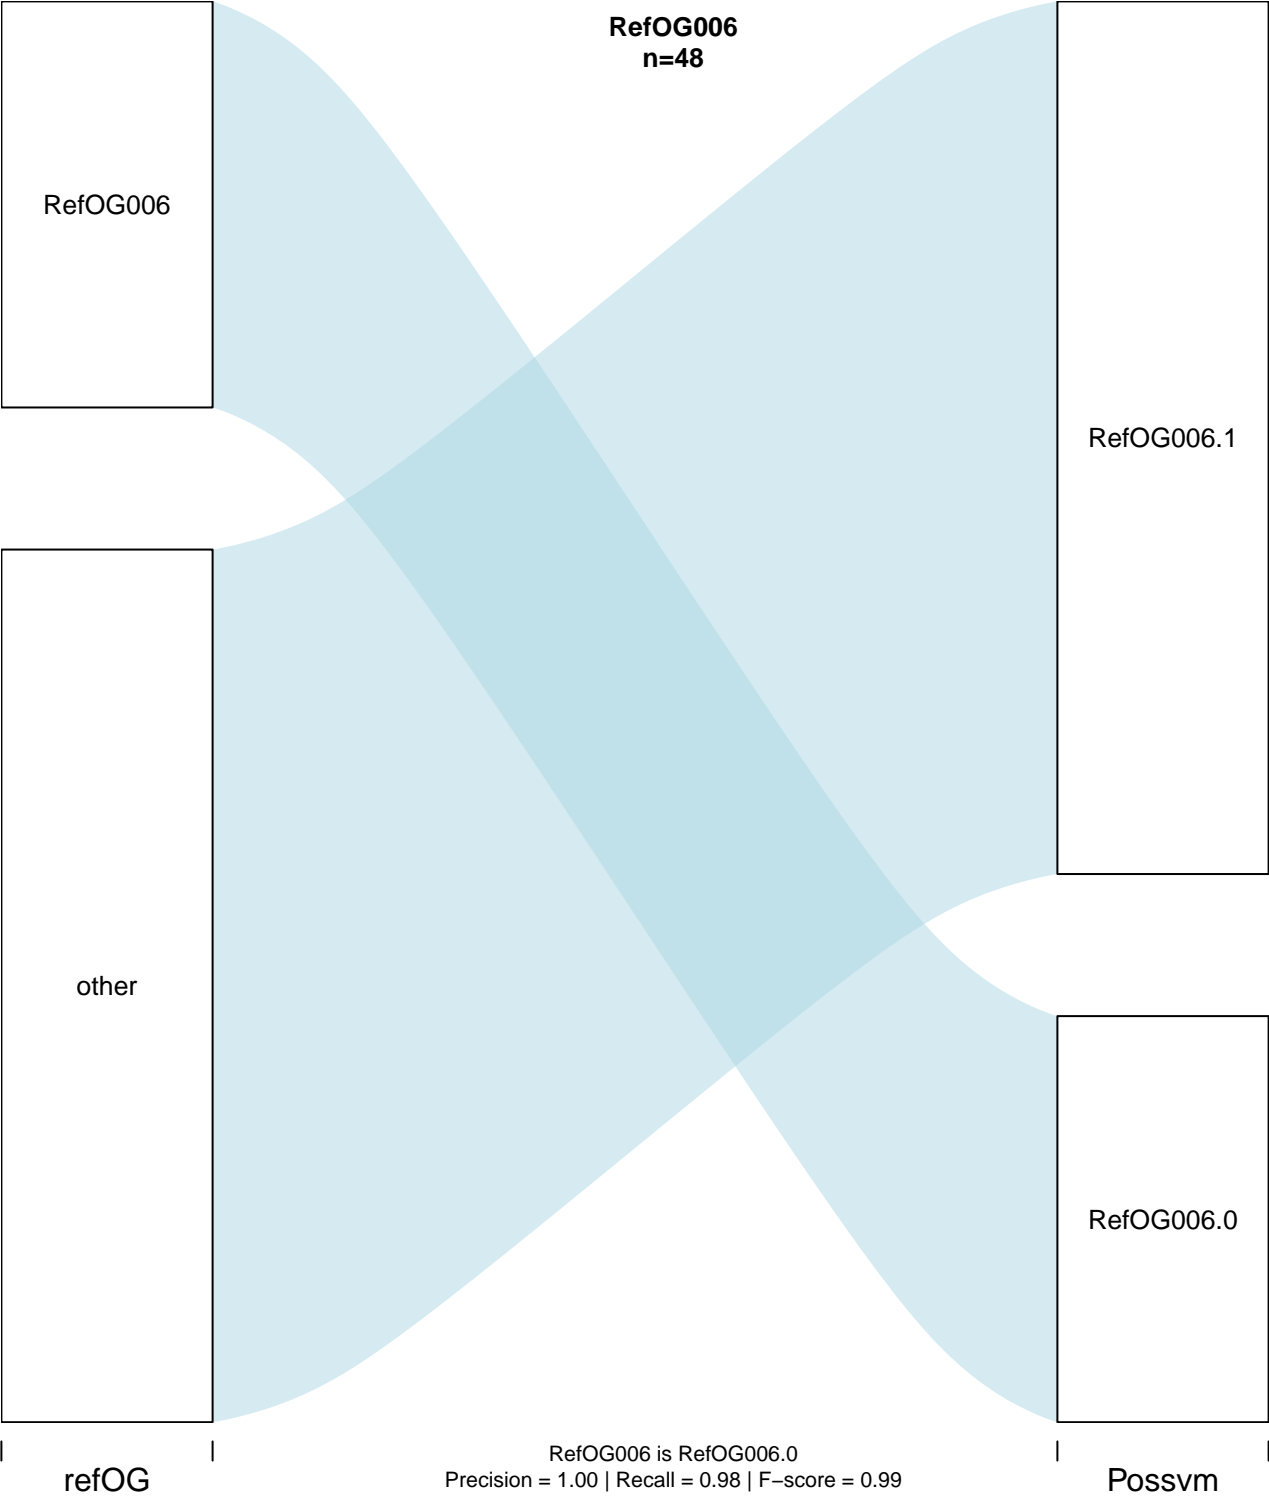 RefOG006
n=48
RefOG006
RefOG006.1
other
RefOG006.0
RefOG006 is RefOG006.0
Precision = 1.00 | Recall = 0.98 | F−score = 0.99
refOG
Possvm